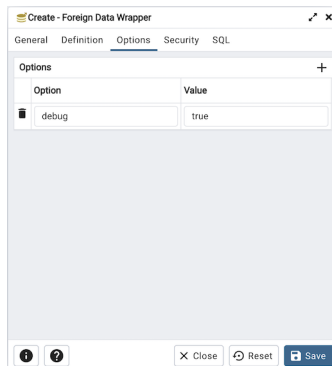 Create - Foreign Data Wrapper
General Definition Options Security SQL
Options
Option Value
debug true
Close Reset Save